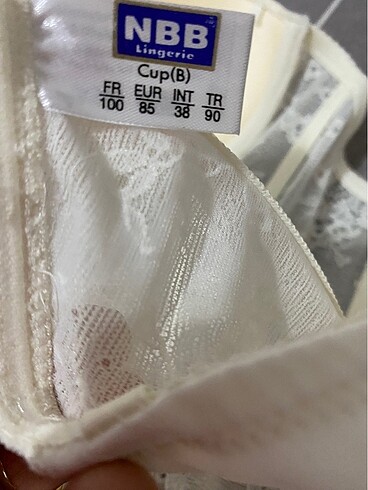 NBB
Lingerie
Cup(B)
FR EUR INT TR
100 85 38 90